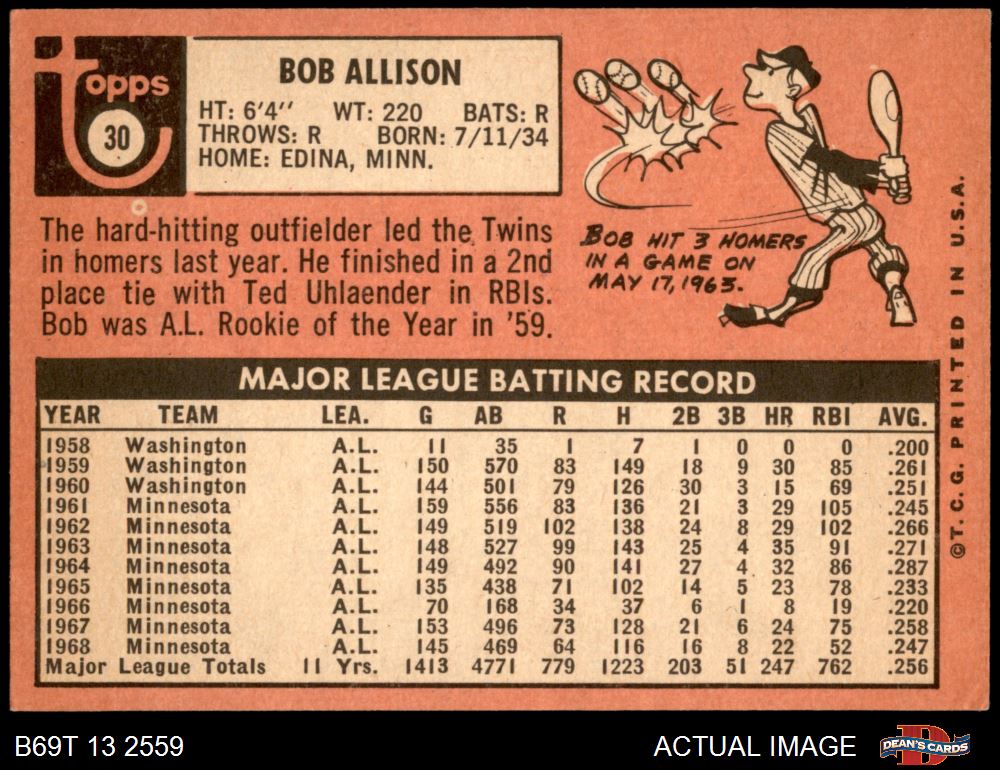 Topps
30
BOB ALLISON
HT: 6'4" WT: 220 BATS: R
THROWS: R BORN: 7/11/34
HOME: EDINA, MINN.
The hard-hitting outfielder led the Twins
in homers last year. He finished in a 2nd
place tie with Ted Uhlaender in RBIs.
Bob was A.L. Rookie of the Year in '59.
BOB HIT 3 HOMERS
IN A GAME ON
MAY 17, 1963.
MAJOR LEAGUE BATTING RECORD
YEAR TEAM LEA. G AB R H 2B 3B HR RBI AVG.
1958 Washington A.L. 11 35 1 7 1 0 0 0 .200
1959 Washington A.L. 150 570 83 149 18 9 30 85 .261
1960 Washington A.L. 144 501 79 126 30 3 15 69 .251
1961 Minnesota A.L. 159 556 83 136 21 3 29 105 .245
1962 Minnesota A.L. 149 519 102 138 24 8 29 102 .266
1963 Minnesota A.L. 148 527 99 143 25 4 35 91 .271
1964 Minnesota A.L. 149 492 90 141 27 4 32 86 .287
1965 Minnesota A.L. 135 438 71 102 14 5 23 78 .233
1966 Minnesota A.L. 70 168 34 37 6 1 8 19 .220
1967 Minnesota A.L. 153 496 73 128 21 6 24 75 .258
1968 Minnesota A.L. 145 469 64 116 16 8 22 52 .247
Major League Totals 11 Yrs. 1413 4771 779 1223 203 51 247 762 .256
©T. C. G. PRINTED IN U.S.A.
B69T 13 2559
ACTUAL IMAGE
D
DEAN'S CARDS